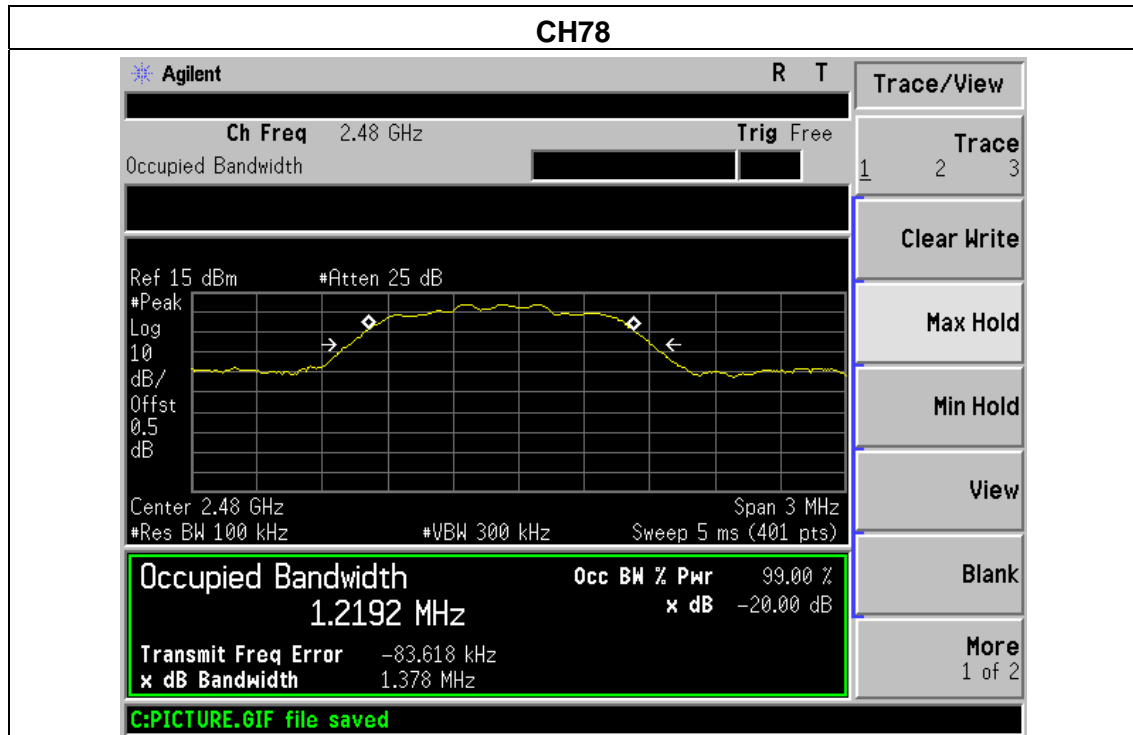 CH78
Agilent R T
Trace/View
Ch Freq 2.48 GHz Trig Free
Occupied Bandwidth
Trace
1 2 3
Clear Write
Ref 15 dBm #Atten 25 dB
#Peak
Log
10
dB/
Offst
0.5
dB
Max Hold
Min Hold
View
Center 2.48 GHz Span 3 MHz
#Res BW 100 kHz #VBW 300 kHz Sweep 5 ms (401 pts)
Occupied Bandwidth Occ BW % Pwr 99.00 %
1.2192 MHz x dB -20.00 dB
Blank
Transmit Freq Error -83.618 kHz
x dB Bandwidth 1.378 MHz
More
1 of 2
C:PICTURE.GIF file saved